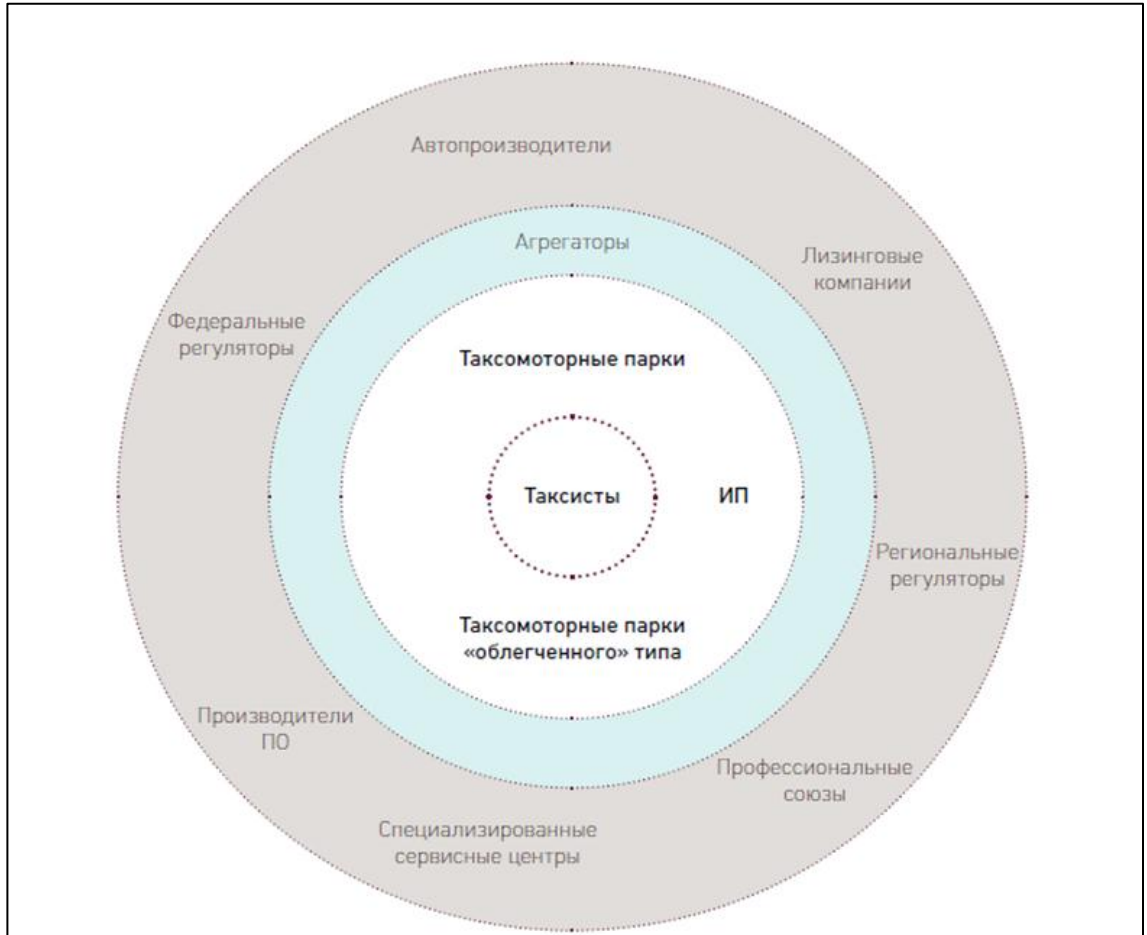 Автопроизводители
Агрегаторы
Лизинговые
компании
Федеральные
регуляторы
Таксомоторные парки
Таксисты
ИП
Региональные
регуляторы
Таксомоторные парки
«облегченного» типа
Производители
ПО
Профессиональные
союзы
Специализированные
сервисные центры